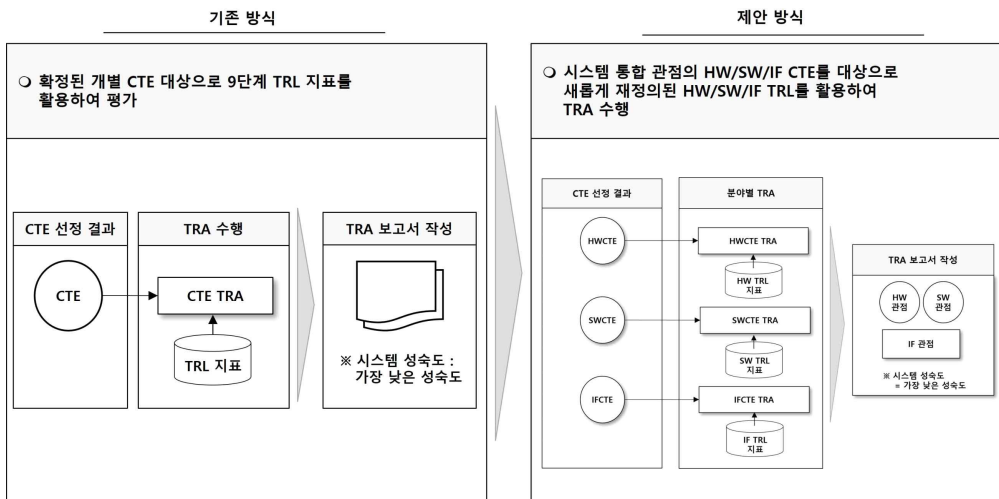 기존 방식
❍ 확정된 개별 CTE 대상으로 9단계 TRL 지표를
활용하여 평가
CTE 선정 결과
TRA 수행
TRA 보고서 작성
CTE
CTE TRA
TRL 지표
※ 시스템 성숙도 :
가장 낮은 성숙도
제안 방식
❍ 시스템 통합 관점의 HW/SW/IF CTE를 대상으로
새롭게 재정의된 HW/SW/IF TRL를 활용하여
TRA 수행
CTE 선정 결과
분야별 TRA
HWCTE
HWCTE TRA
HW TRL
지표
SWCTE
SWCTE TRA
SW TRL
지표
IFCTE
IFCTE TRA
IF TRL
지표
TRA 보고서 작성
HW
관점
SW
관점
IF 관점
※ 시스템 성숙도
= 가장 낮은 성숙도